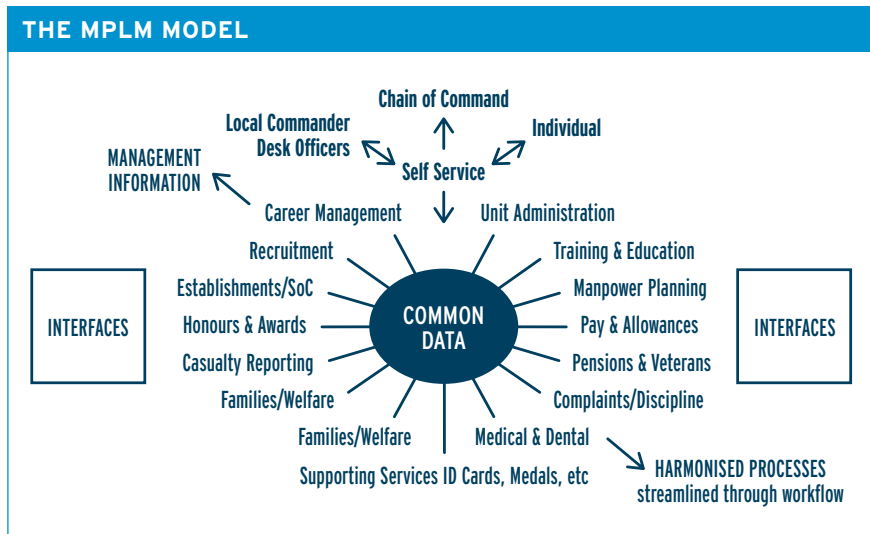 THE MPLM MODEL
Chain of Command
Local Commander
Desk Officers
Individual
Self Service
MANAGEMENT
INFORMATION
Career Management
Unit Administration
Recruitment
Training & Education
Establishments/SoC
Manpower Planning
INTERFACES
Honours & Awards
COMMON
DATA
Pay & Allowances
INTERFACES
Casualty Reporting
Pensions & Veterans
Families/Welfare
Complaints/Discipline
Families/Welfare
Medical & Dental
Supporting Services ID Cards, Medals, etc
HARMONISED PROCESSES
streamlined through workflow